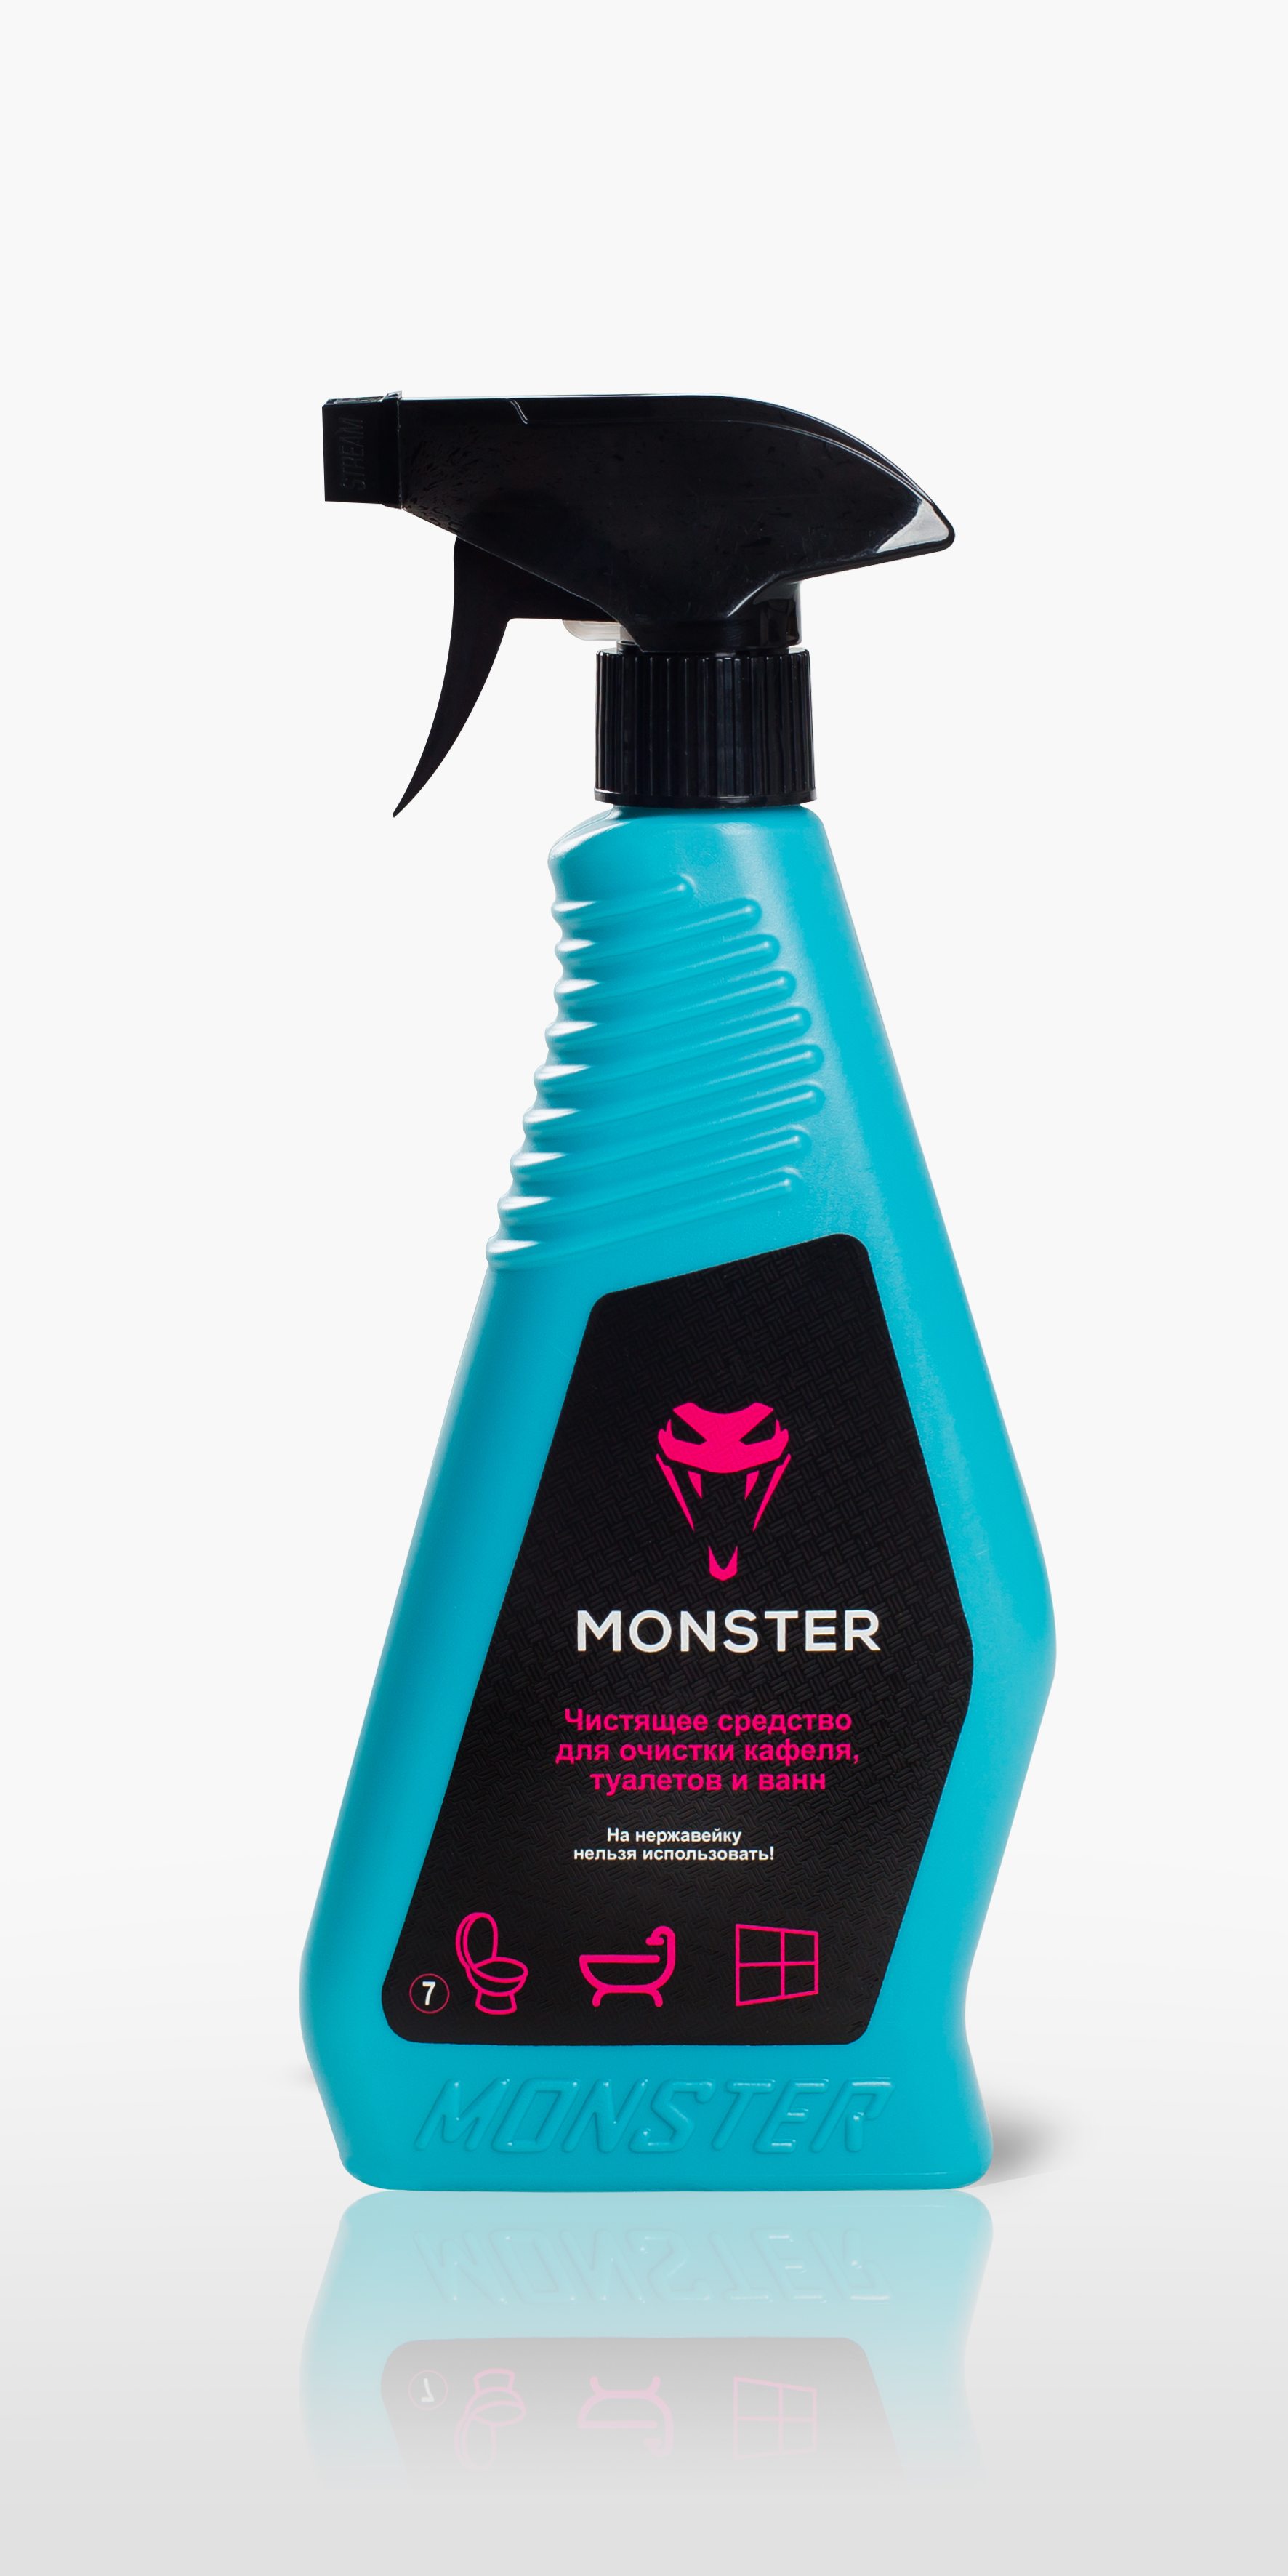 STREAM
MONSTER
Чистящее средство
для очистки кафеля,
туалетов и ванн
На нержавейку
нельзя использовать!
7
MONSTER